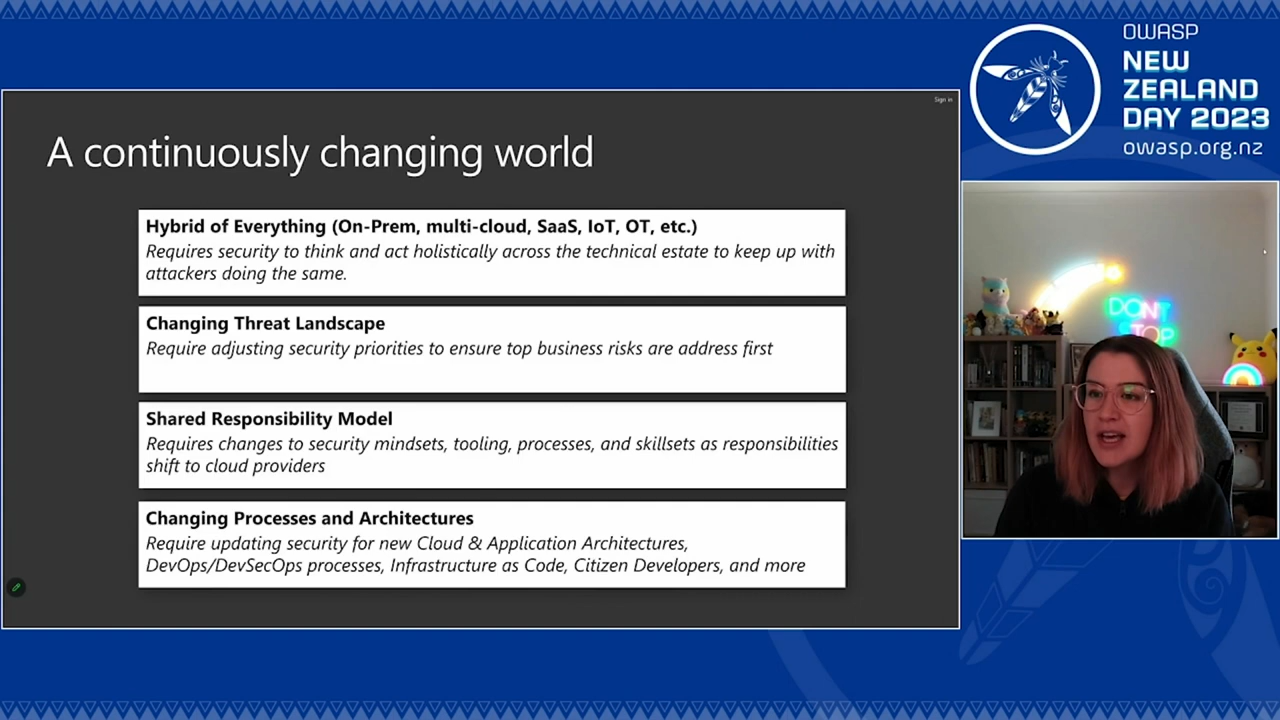 OWASP
NEW
ZEALAND
DAY 2023
owasp.org.nz
Sign in
A continuously changing world
Hybrid of Everything (On-Prem, multi-cloud, SaaS, IoT, OT, etc.)
Requires security to think and act holistically across the technical estate to keep up with
attackers doing the same.
Changing Threat Landscape
Require adjusting security priorities to ensure top business risks are address first
Shared Responsibility Model
Requires changes to security mindsets, tooling, processes, and skillsets as responsibilities
shift to cloud providers
Changing Processes and Architectures
Require updating security for new Cloud & Application Architectures,
DevOps/DevSecOps processes, Infrastructure as Code, Citizen Developers, and more
DONT
STOP